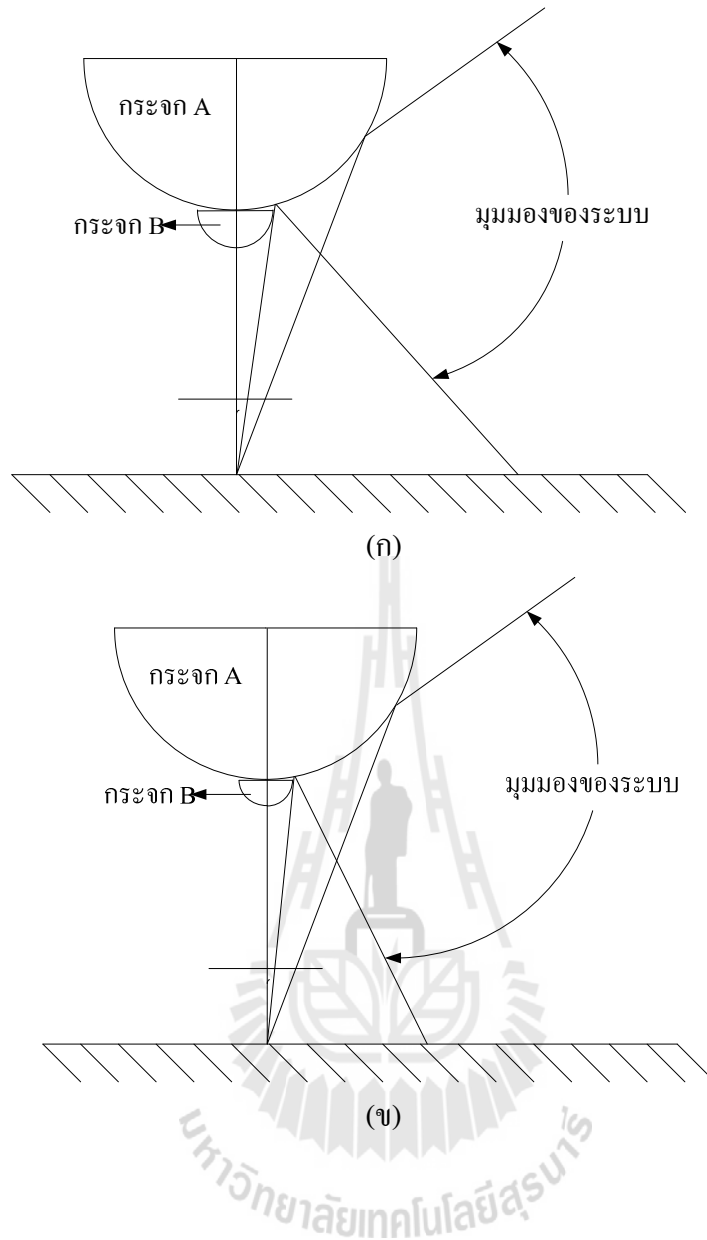 กระจก A
กระจก B
มุมมองของระบบ
(ก)
กระจก A
กระจก B
มุมมองของระบบ
(ข)
มหาวิทยาลัยเทคโนโลยีสุรนารี